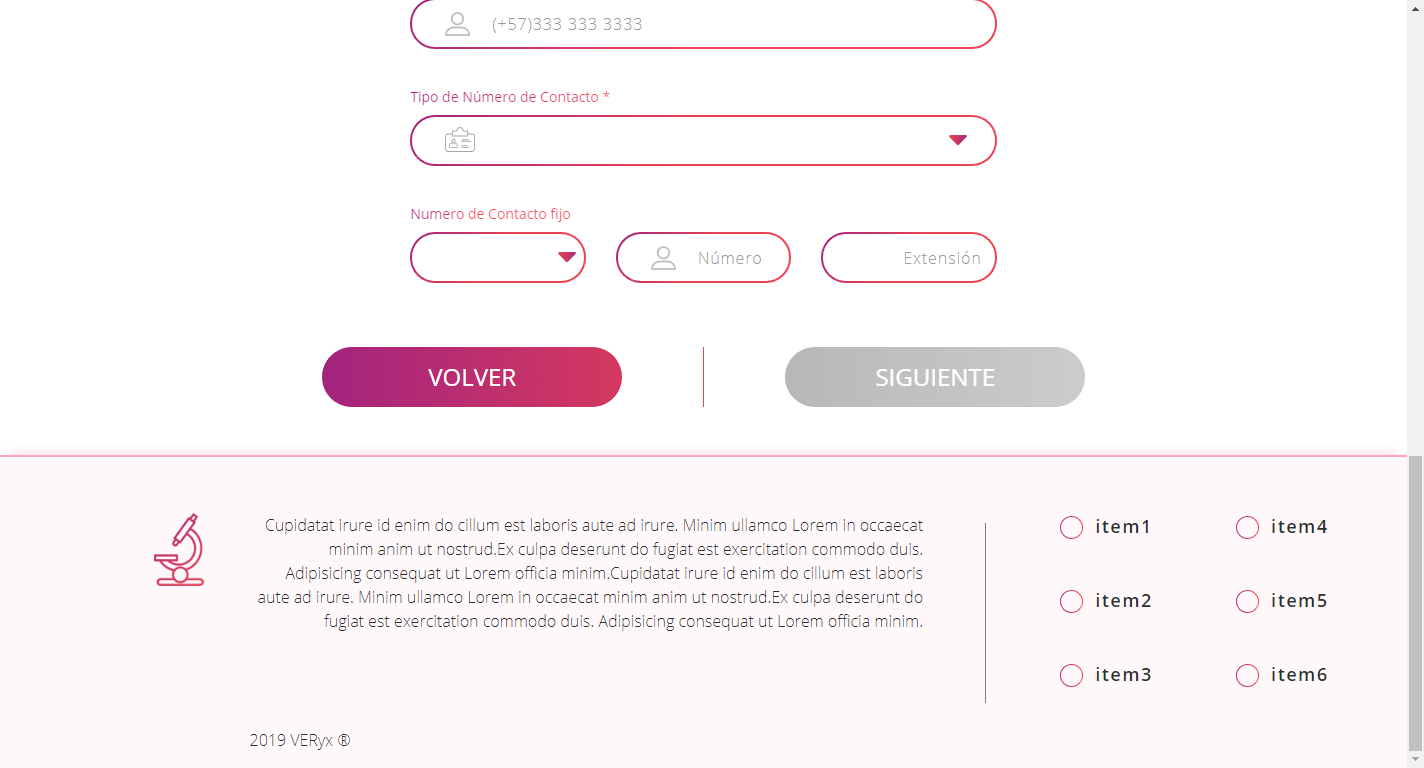 (+57)333 333 3333
Tipo de Número de Contacto *
Numero de Contacto fijo
Número
Extensión
VOLVER
SIGUIENTE
Cupidatat irure id enim do cillum est laboris aute ad irure. Minim ullamco Lorem in occaecat
minim anim ut nostrud.Ex culpa deserunt do fugiat est exercitation commodo duis.
Adipisicing consequat ut Lorem officia minim.Cupidatat irure id enim do cillum est laboris
aute ad irure. Minim ullamco Lorem in occaecat minim anim ut nostrud.Ex culpa deserunt do
fugiat est exercitation commodo duis. Adipisicing consequat ut Lorem officia minim.
item1
item2
item3
item4
item5
item6
2019 VERyx ®